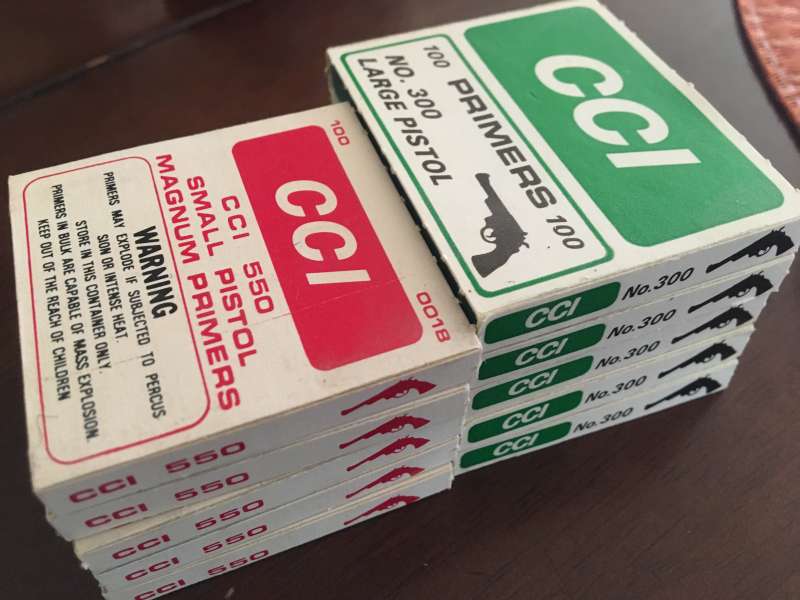 100
CCI
0018
CCI 550
SMALL PISTOL
MAGNUM PRIMERS
WARNING
PRIMERS MAY EXPLODE IF SUBJECTED TO PERCUS-
SION OR INTENSE HEAT.
STORE IN THIS CONTAINER ONLY.
PRIMERS IN BULK ARE CAPABLE OF MASS EXPLOSION.
KEEP OUT OF THE REACH OF CHILDREN
CCI 550
CCI 550
CCI 550
CCI 550
CCI 550
CCI
100 PRIMERS 100
NO. 300
LARGE PISTOL
CCI No.300
CCI No.300
CCI No.300
CCI No.300
CCI No.300